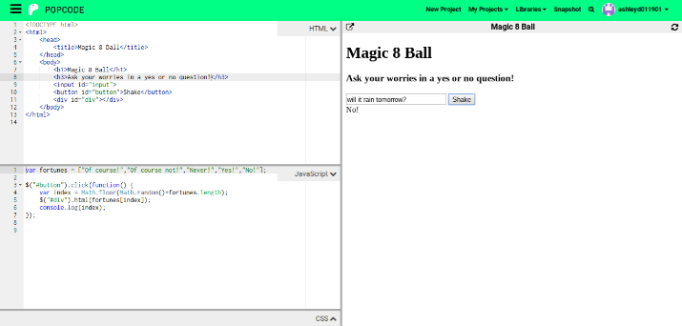 POPCODE
New Project My Projects Libraries Snapshot ashleyd011901
HTML
1 <!DOCTYPE html>
2 <html>
3 <head>
4 <title>Magic 8 Ball</title>
5 </head>
6 <body>
7 <h1>Magic 8 Ball</h1>
8 <h3>Ask your worries in a yes or no question!</h3>
9 <input id="input">
10 <button id="button">Shake</button>
11 <div id="div"></div>
12 </body>
13 </html>
14
JavaScript
1 var fortunes = ["Of course!","Of course not!","Never!","Yes!","No!"];
2
3 $("#button").click(function() {
4 var index = Math.floor(Math.random()*fortunes.length);
5 $("#div").html(fortunes[index]);
6 console.log(index);
7 });
8
9
CSS
Magic 8 Ball
Magic 8 Ball
Ask your worries in a yes or no question!
will it rain tomorrow? Shake
No!